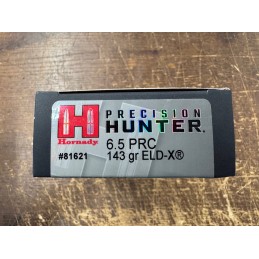 PRECISION
HUNTER
H
Hornady
6.5 PRC
#81621
143 gr ELD-X®